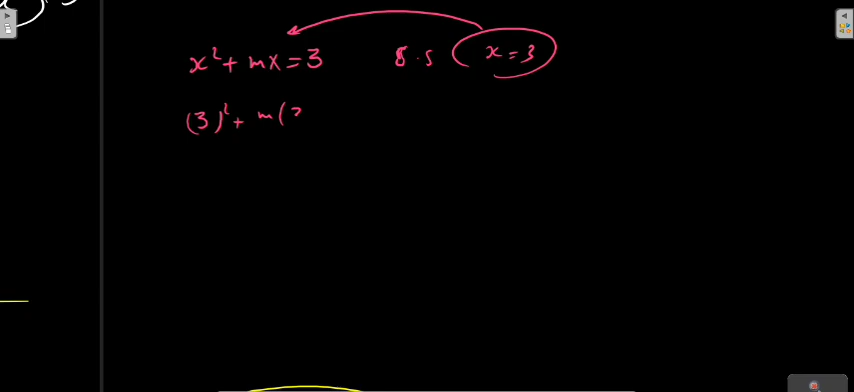 x² + mx = 3 8.5 x = 3
(3)² + m(3